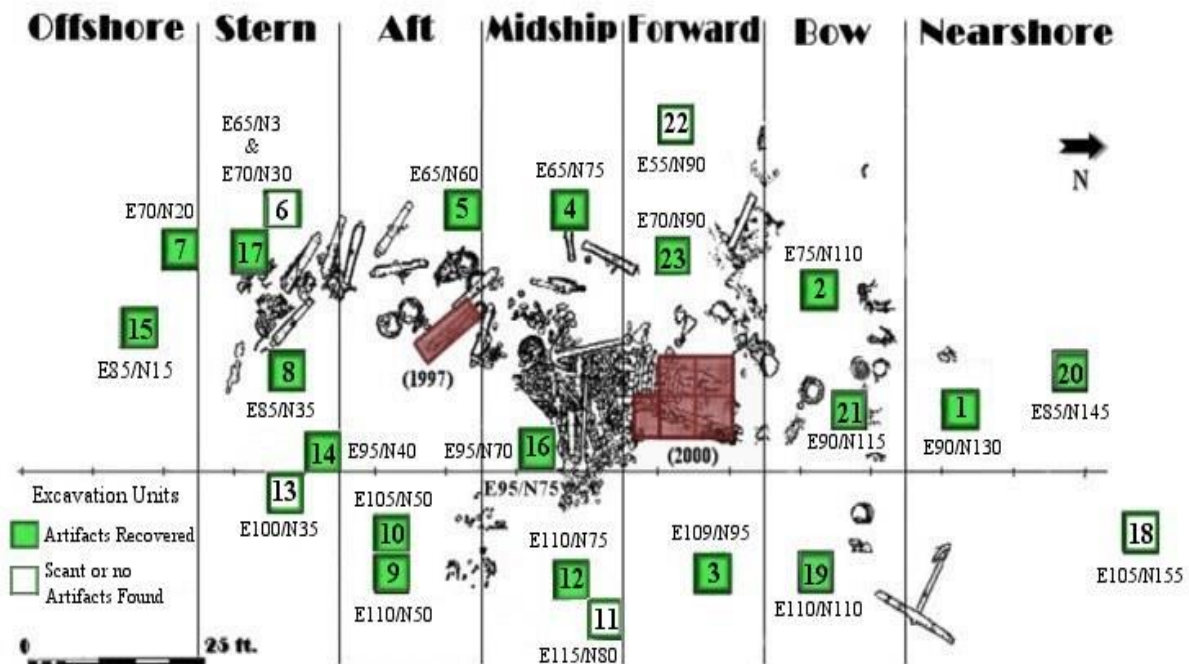 Offshore Stern Aft Midship Forward Bow Nearshore
E65/N3
&
E70/N30
22
E55/N90
N
E70/N20
6
E65/N60
5
E65/N75
4
7
17
E70/N90
23
E75/N110
2
15
E85/N15
8
E85/N35
(1997)
20
E85/N145
21
E90/N115
1
E90/N130
14
E95/N40
E95/N70
16
(2000)
E95/N75
Excavation Units
Artifacts Recovered
Scant or no
Artifacts Found
13
E100/N35
E105/N50
10
9
E110/N50
E110/N75
12
11
E115/N80
E109/N95
3
19
E110/N110
18
E105/N155
0 25 ft.